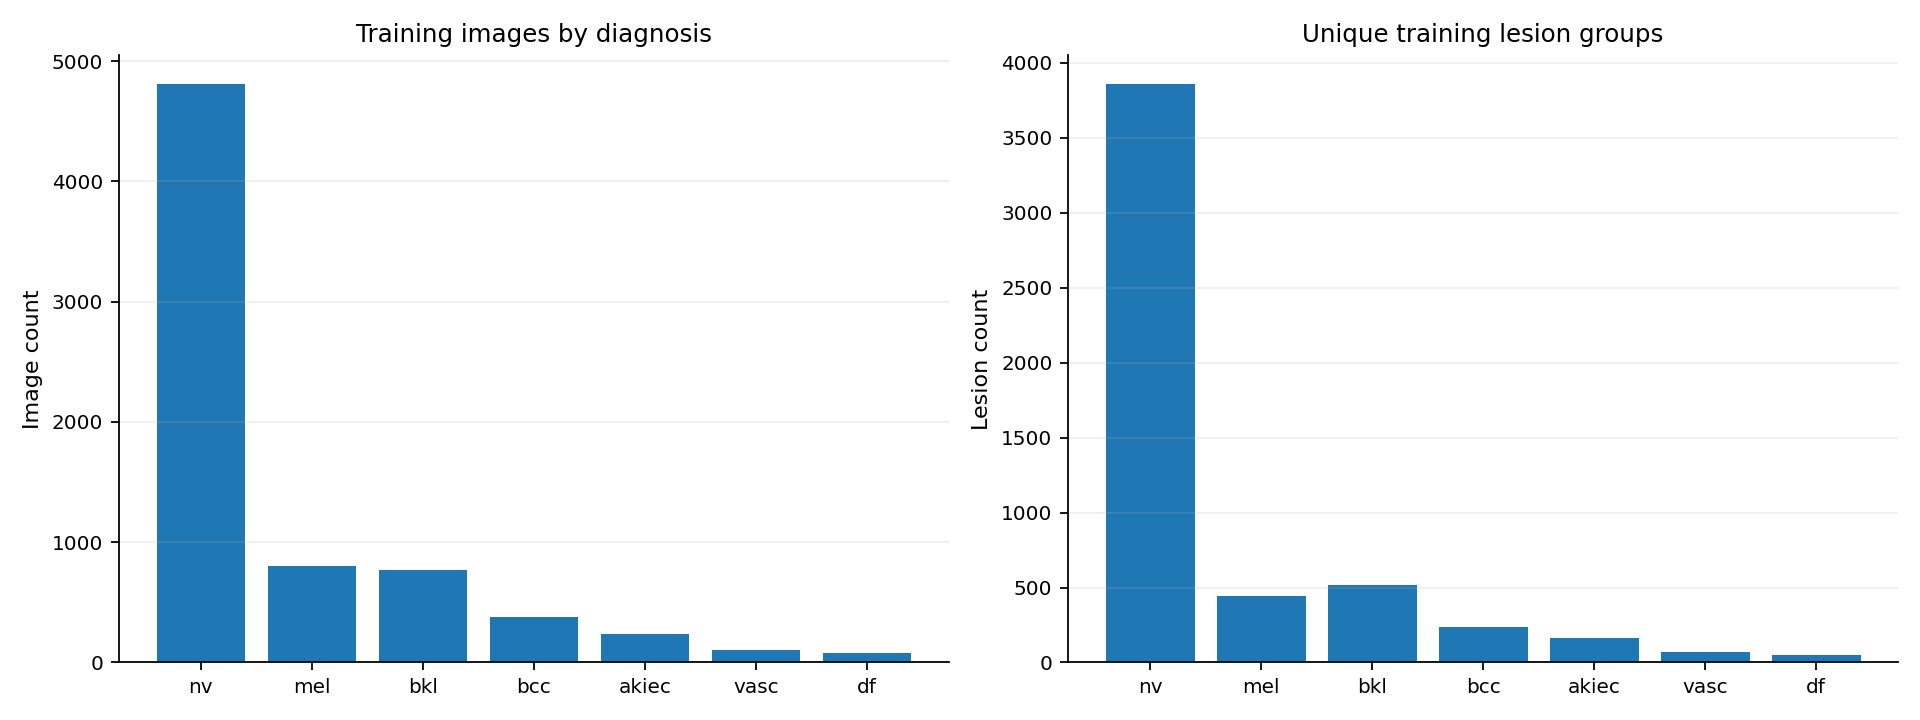 Training images by diagnosis
5000
4000
3000
2000
1000
0
Image count
nv mel bkl bcc akiec vasc df
Unique training lesion groups
4000
3500
3000
2500
2000
1500
1000
500
0
Lesion count
nv mel bkl bcc akiec vasc df